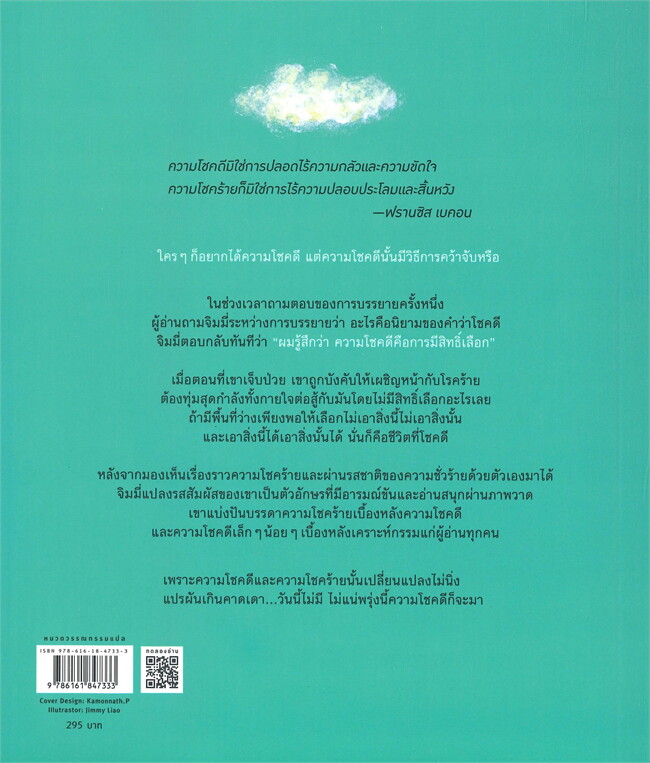 ความโชคดีมิใช่การปลอดไร้ความกลัวและความขัดใจ
ความโชคร้ายก็มิใช่การไร้ความปลอบประโลมและสิ้นหวัง
—ฟรานซิส เบคอน
ใครๆ ก็อยากได้ความโชคดี แต่ความโชคดีนั้นมีวิธีการคว้าจับหรือ
ในช่วงเวลาถามตอบของการบรรยายครั้งหนึ่ง
ผู้อ่านถามจิมมี่ระหว่างการบรรยายว่า อะไรคือนิยามของคำว่าโชคดี
จิมมี่ตอบกลับทันทีว่า “ผมรู้สึกว่า ความโชคดีคือการมีสิทธิ์เลือก”
เมื่อตอนที่เขาเจ็บป่วย เขาถูกบังคับให้เผชิญหน้ากับโรคร้าย
ต้องทุ่มสุดกำลังทั้งกายใจต่อสู้กับมันโดยไม่มีสิทธิ์เลือกอะไรเลย
ถ้ามีพื้นที่ว่างเพียงพอให้เลือกไม่เอาสิ่งนี้ไม่เอาสิ่งนั้น
และเอาสิ่งนี้ได้เอาสิ่งนั้นได้ นั่นก็คือชีวิตที่โชคดี
หลังจากมองเห็นเรื่องราวความโชคร้ายและผ่านรสชาติของความชั่วร้ายด้วยตัวเองมาได้
จิมมี่แปลงรสสัมผัสของเขาเป็นตัวอักษรที่มีอารมณ์ขันและอ่านสนุกผ่านภาพวาด
เขาแบ่งปันบรรดาความโชคร้ายเบื้องหลังความโชคดี
และความโชคดีเล็กๆ น้อยๆ เบื้องหลังเคราะห์กรรมแก่ผู้อ่านทุกคน
เพราะความโชคดีและความโชคร้ายนั้นเปลี่ยนแปลงไม่นิ่ง
แปรผันเกินคาดเดา...วันนี้ไม่มี ไม่แน่พรุ่งนี้ความโชคดีก็จะมา
หมวดวรรณกรรมแปล
ISBN 978-616-18-4733-3
ทดลองอ่าน
9 786161 847333
Cover Design: Kamonnath.P
Illutrastor: Jimmy Liao
295 บาท